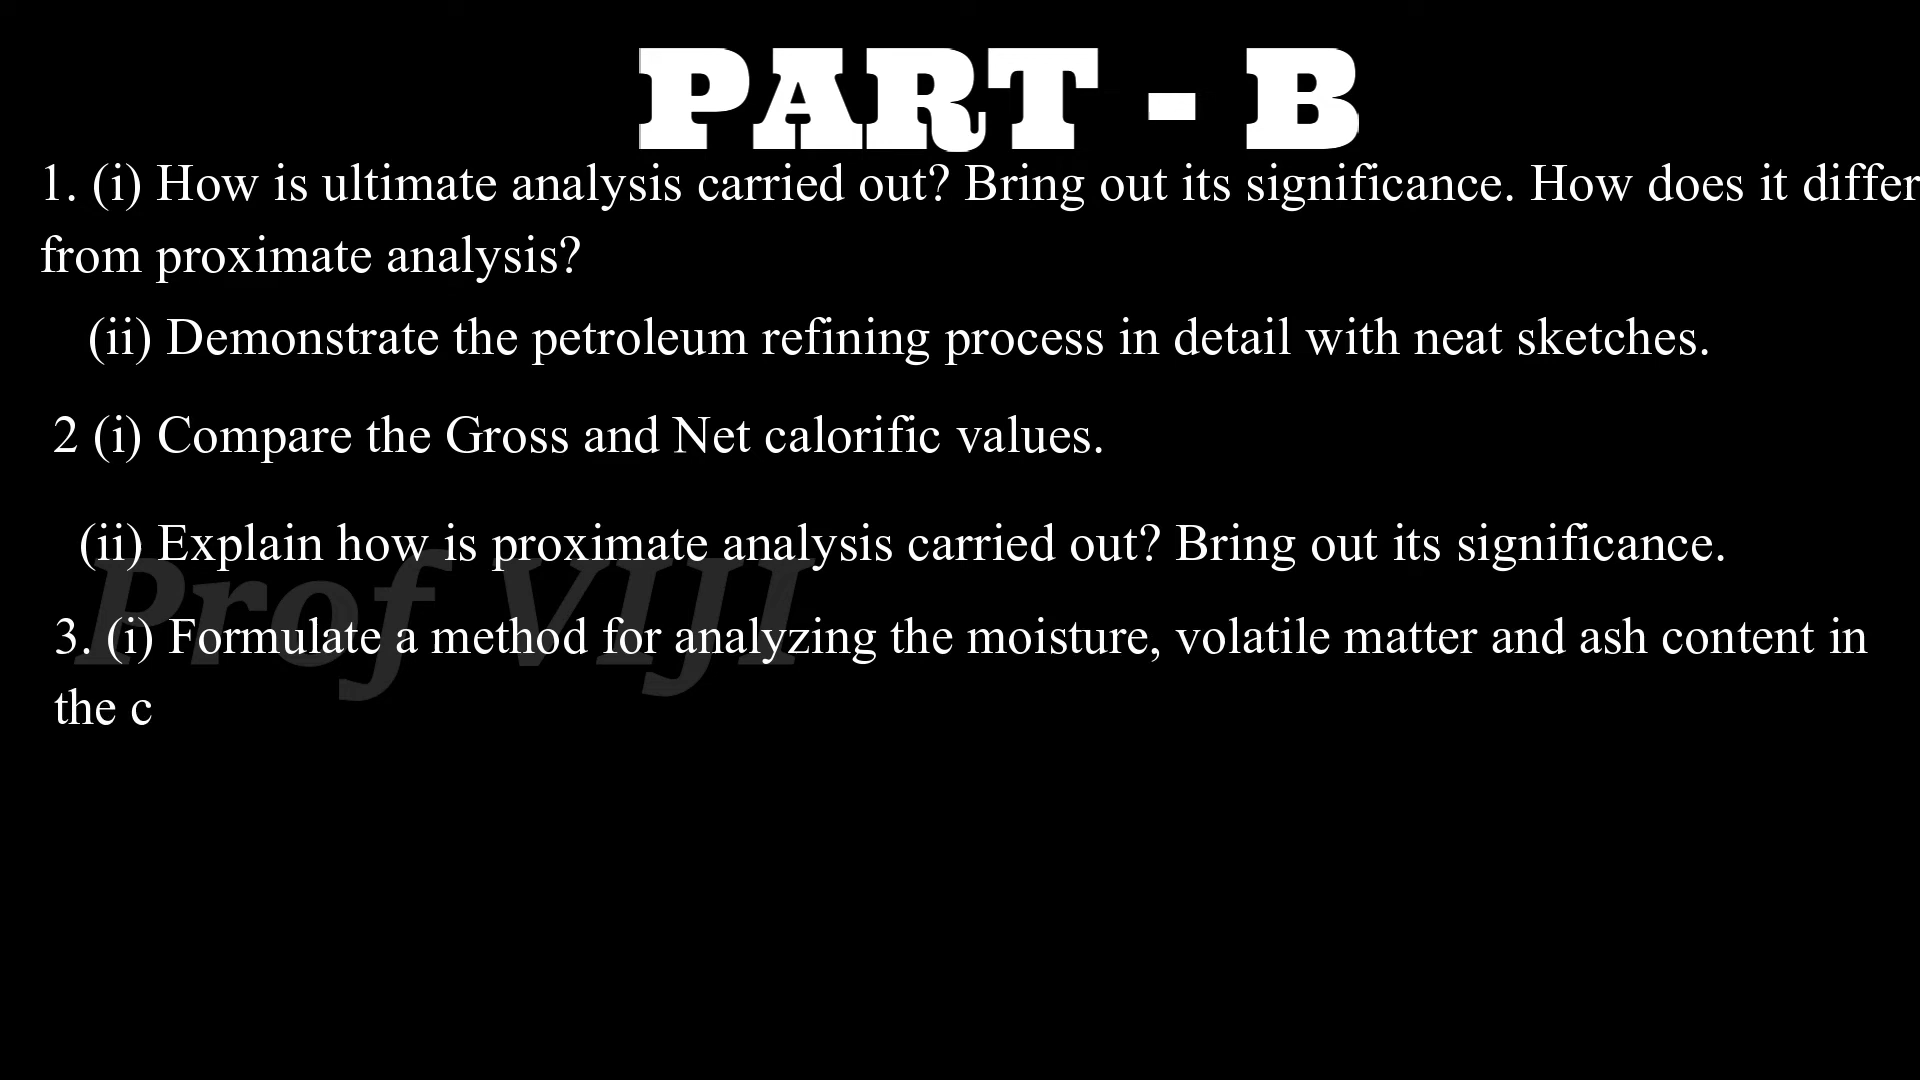 PART - B
1. (i) How is ultimate analysis carried out? Bring out its significance. How does it differ
from proximate analysis?
(ii) Demonstrate the petroleum refining process in detail with neat sketches.
2 (i) Compare the Gross and Net calorific values.
(ii) Explain how is proximate analysis carried out? Bring out its significance.
Prof VIJI
3. (i) Formulate a method for analyzing the moisture, volatile matter and ash content in
the c